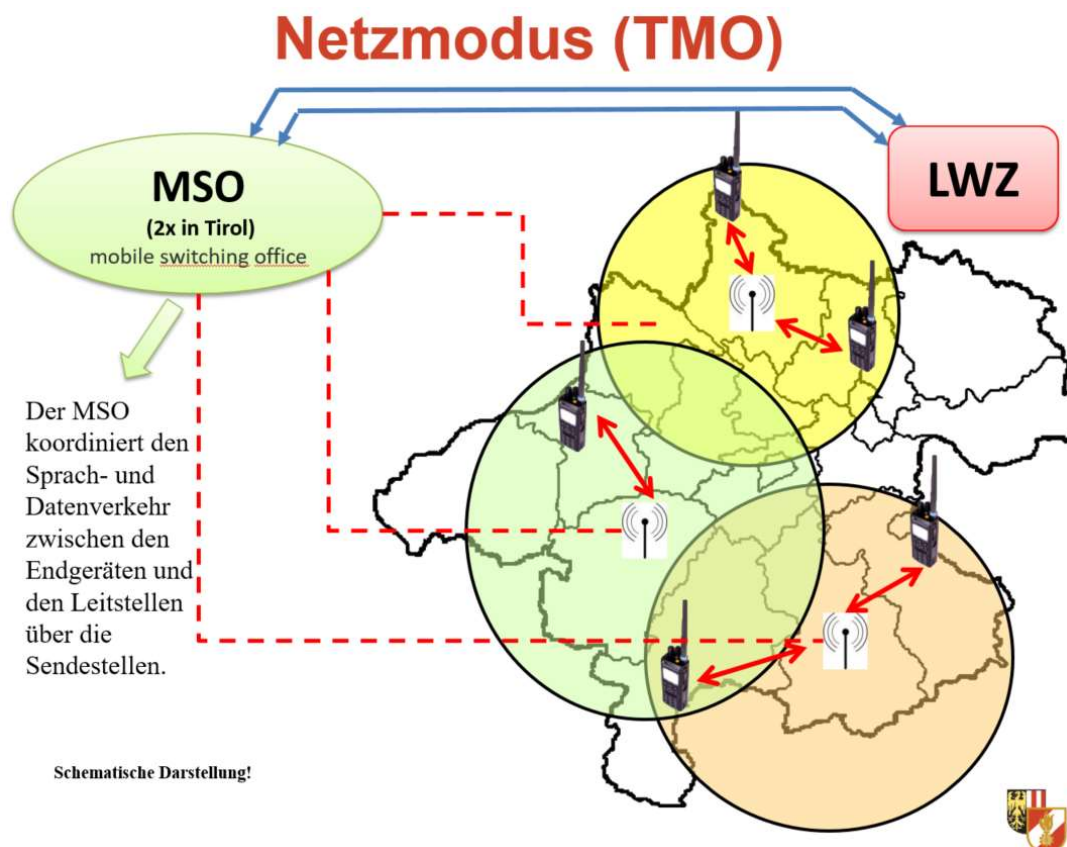 Netzmodus (TMO)
MSO
(2x in Tirol)
mobile switching office
LWZ
Der MSO
koordiniert den
Sprach- und
Datenverkehr
zwischen den
Endgeräten und
den Leitstellen
über die
Sendestellen.
Schematische Darstellung!